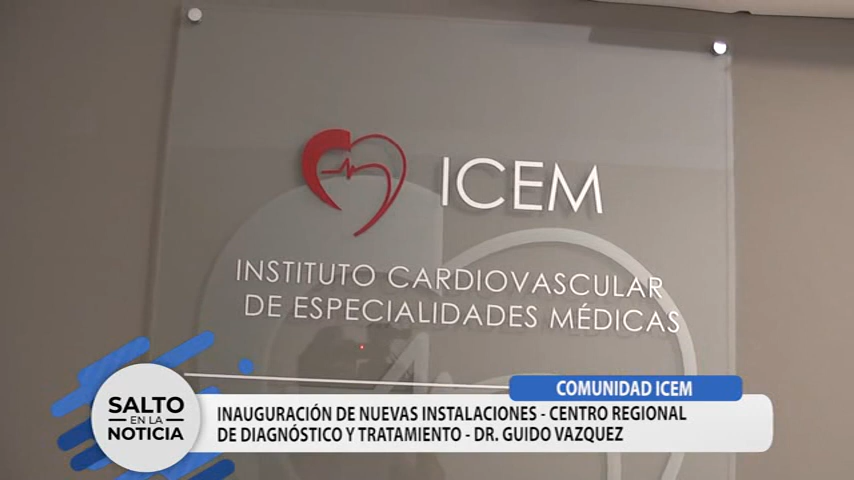 ICEM
INSTITUTO CARDIOVASCULAR
DE ESPECIALIDADES MÉDICAS
COMUNIDAD ICEM
SALTO
EN LA
NOTICIA
INAUGURACIÓN DE NUEVAS INSTALACIONES - CENTRO REGIONAL
DE DIAGNÓSTICO Y TRATAMIENTO - DR. GUIDO VAZQUEZ